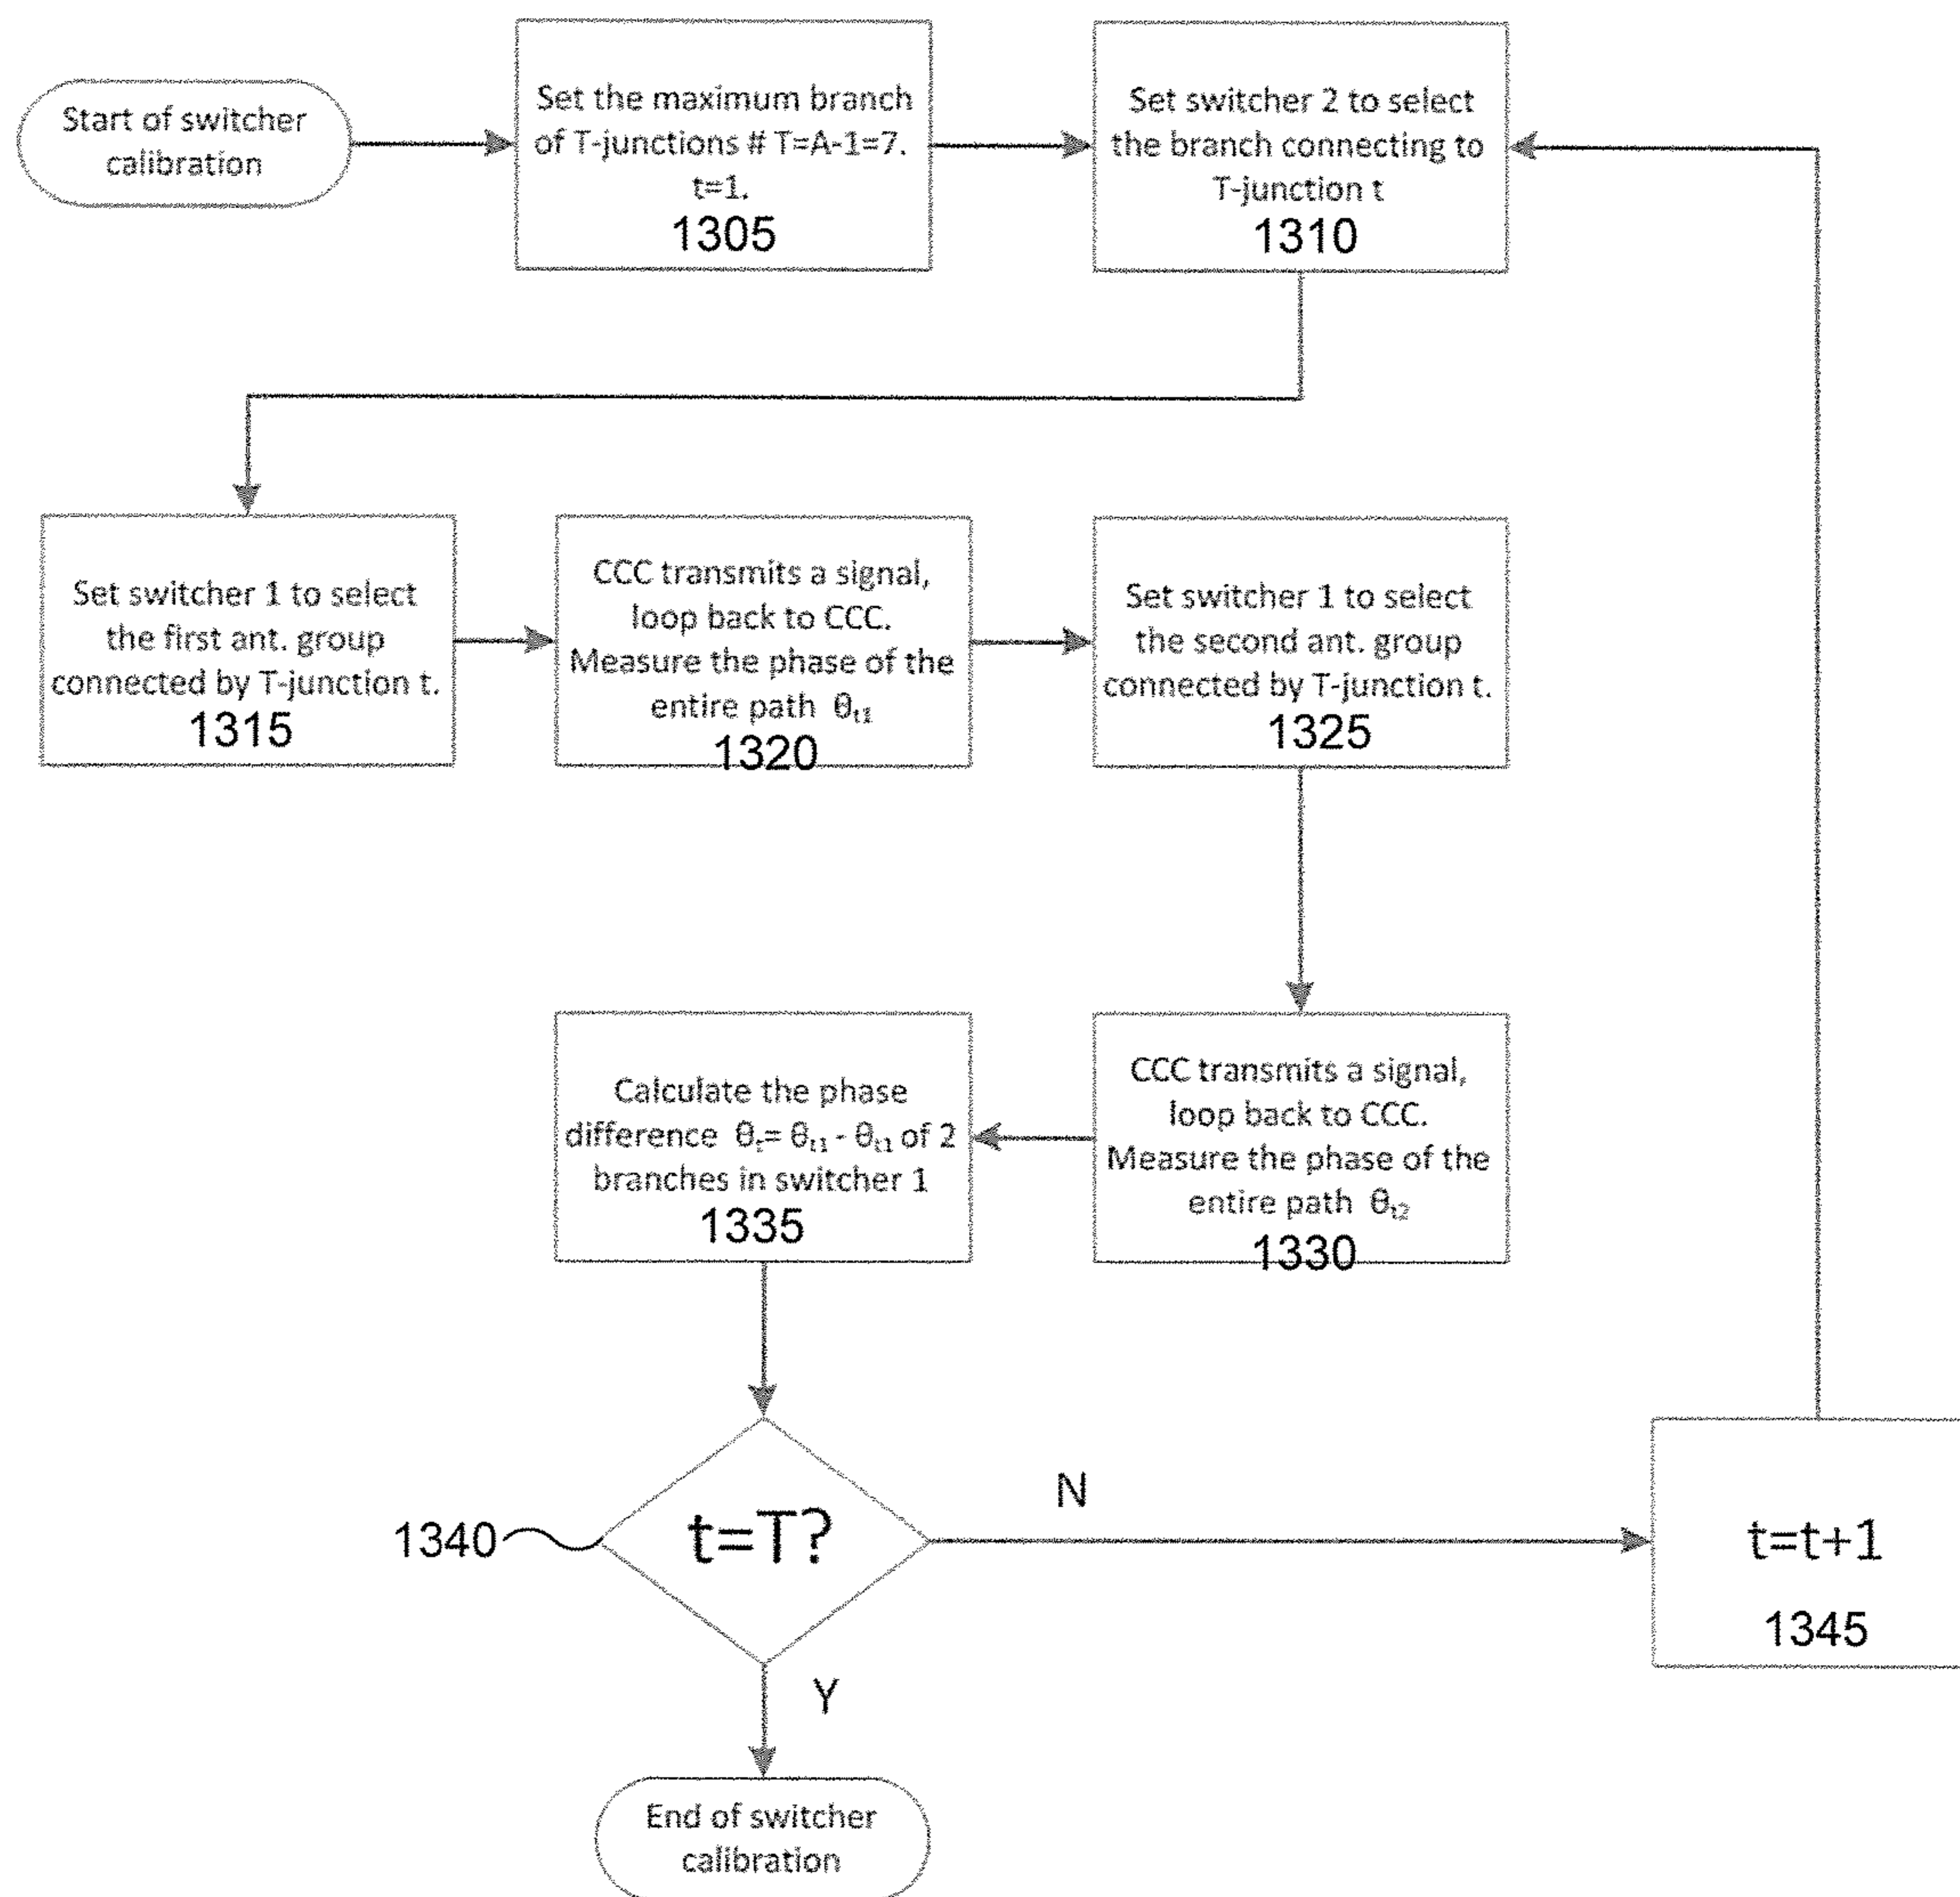 Start of switcher
calibration
Set the maximum branch
of T-junctions # T=A-1=7.
t=1.
1305
Set switcher 2 to select
the branch connecting to
T-junction t
1310
Set switcher 1 to select
the first ant. group
connected by T-junction t.
1315
CCC transmits a signal,
loop back to CCC.
Measure the phase of the
entire path θt1
1320
Set switcher 1 to select
the second ant. group
connected by T-junction t.
1325
CCC transmits a signal,
loop back to CCC.
Measure the phase of the
entire path θt2
1330
Calculate the phase
difference θt= θt1 - θt1 of 2
branches in switcher 1
1335
1340
t=T?
N
t=t+1
1345
Y
End of switcher
calibration